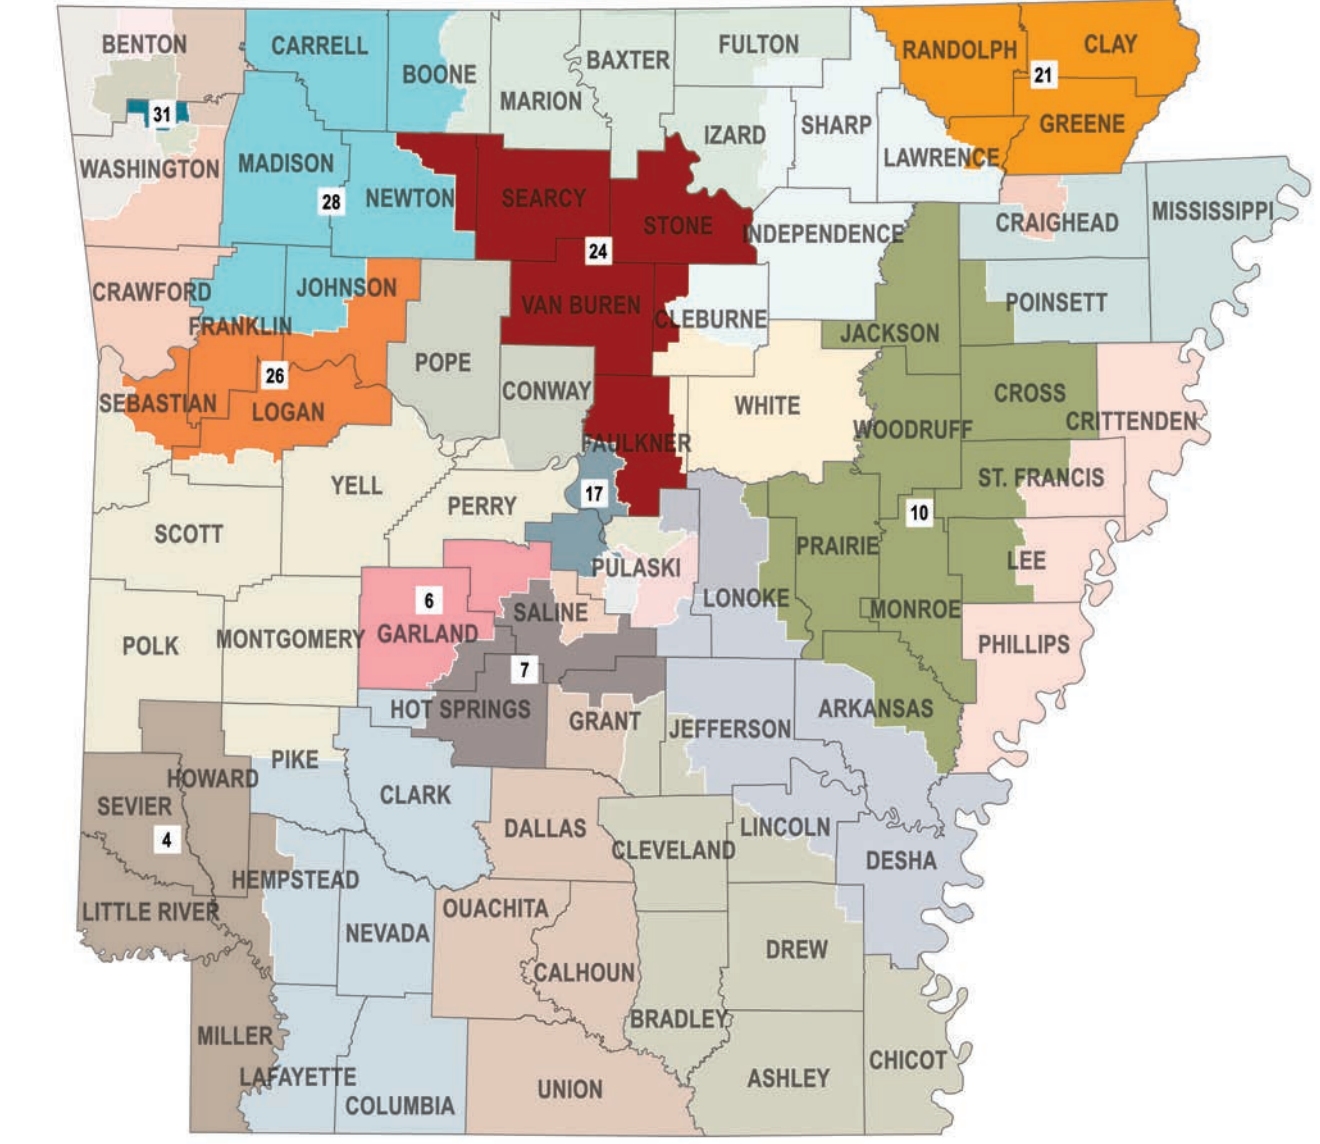 BENTON
CARRELL
BOONE
MARION
BAXTER
FULTON
RANDOLPH
CLAY
21
31
IZARD
SHARP
GREENE
LAWRENCE
WASHINGTON
MADISON
28
NEWTON
SEARCY
STONE
24
INDEPENDENCE
CRAIGHEAD
MISSISSIPPI
CRAWFORD
FRANKLIN
JOHNSON
VAN BUREN
CLEBURNE
JACKSON
POINSETT
26
POPE
CONWAY
SEBASTIAN
LOGAN
FAULKNER
WHITE
WOODRUFF
CROSS
CRITTENDEN
YELL
PERRY
17
10
ST. FRANCIS
SCOTT
PULASKI
PRAIRIE
LEE
6
GARLAND
SALINE
LONOKE
MONROE
POLK
MONTGOMERY
PHILLIPS
7
HOT SPRINGS
GRANT
JEFFERSON
ARKANSAS
PIKE
HOWARD
SEVIER
4
CLARK
DALLAS
CLEVELAND
LINCOLN
DESHA
HEMPSTEAD
LITTLE RIVER
NEVADA
OUACHITA
CALHOUN
DREW
BRADLEY
MILLER
LAFAYETTE
COLUMBIA
UNION
ASHLEY
CHICOT